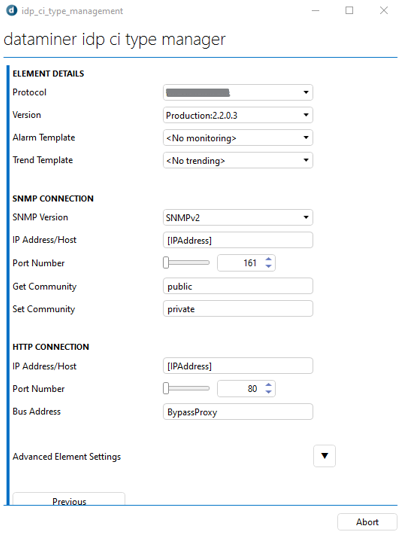 idp_ci_type_management
dataminer idp ci type manager
ELEMENT DETAILS
Protocol
Version Production:2.2.0.3
Alarm Template <No monitoring>
Trend Template <No trending>
SNMP CONNECTION
SNMP Version SNMPv2
IP Address/Host [IPAddress]
Port Number 161
Get Community public
Set Community private
HTTP CONNECTION
IP Address/Host [IPAddress]
Port Number 80
Bus Address BypassProxy
Advanced Element Settings
Previous
Abort